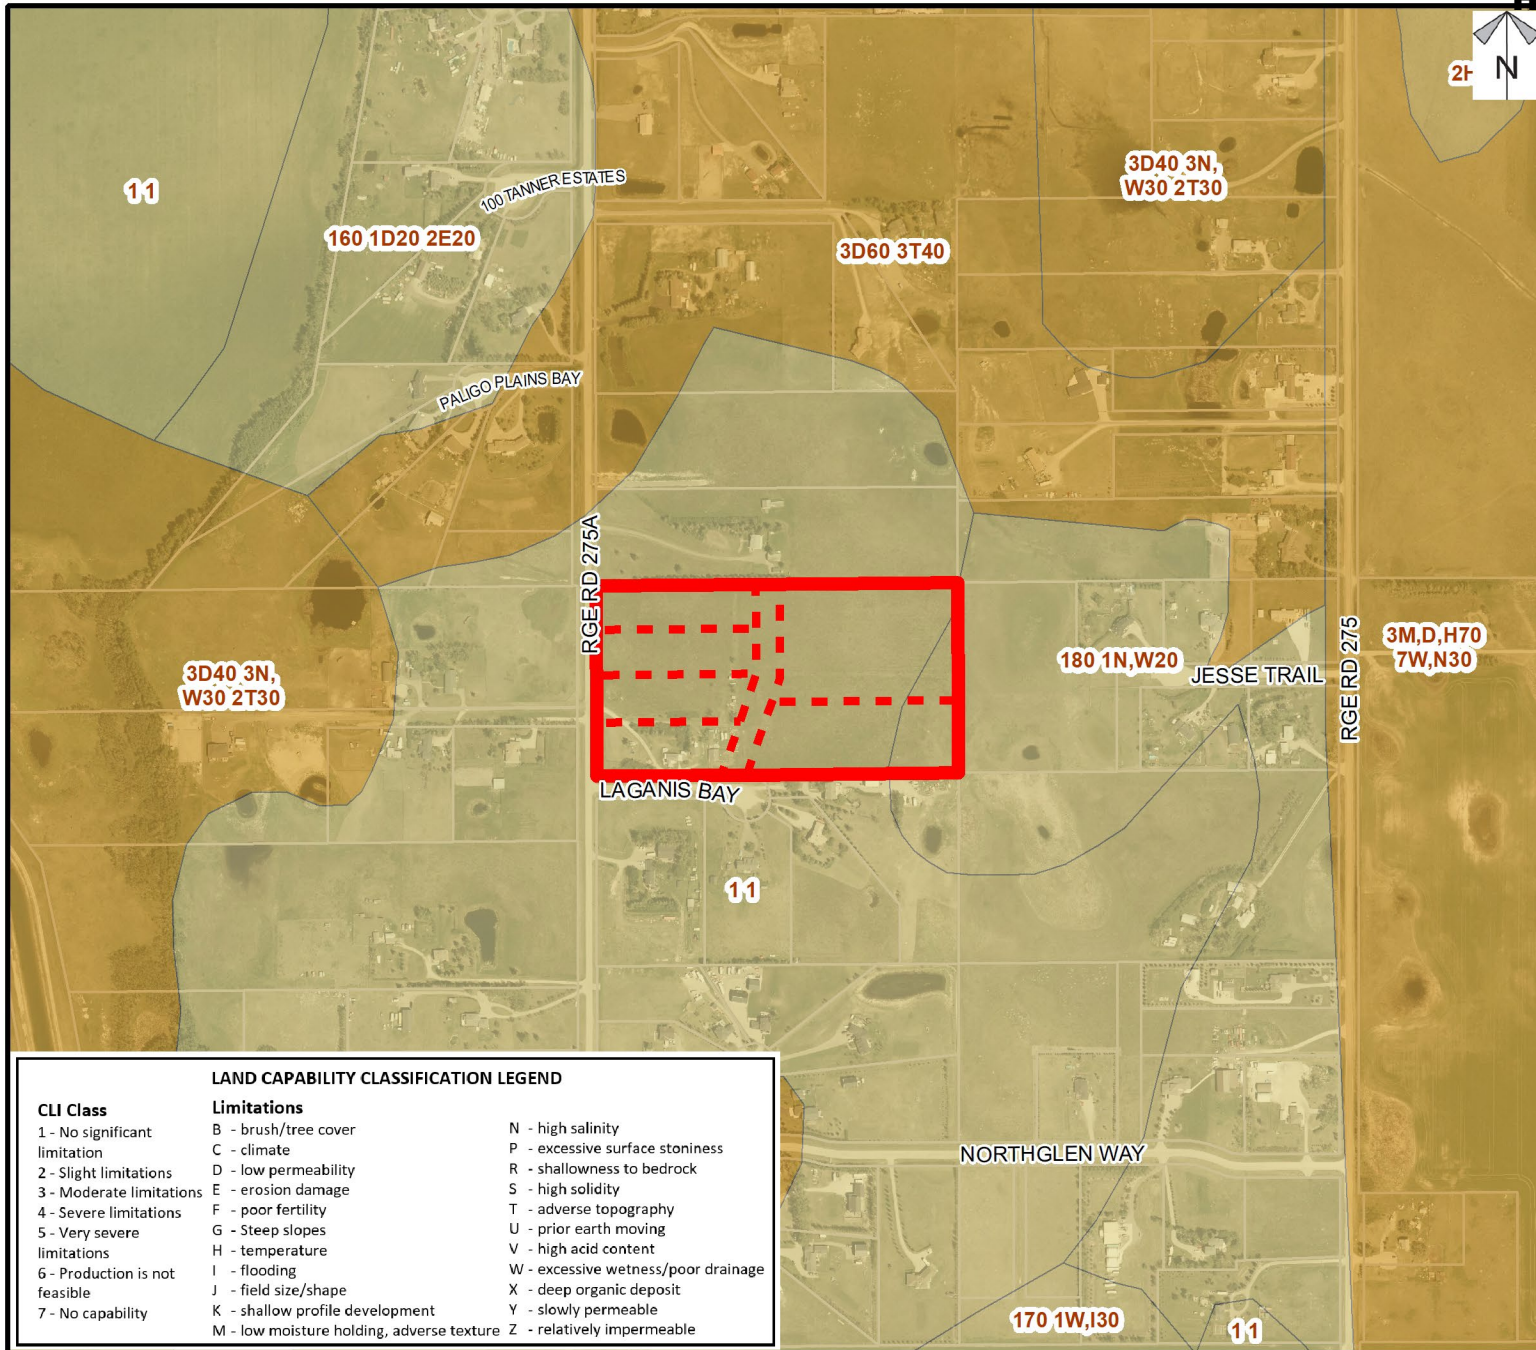 N
2H
11
100 TANNER ESTATES
160 1D20 2E20
3D40 3N,
W30 2T30
3D60 3T40
PALIGO PLAINS BAY
RGE RD 275A
3D40 3N,
W30 2T30
180 1N,W20
JESSE TRAIL
RGE RD 275
3M,D,H70
7W,N30
LAGANIS BAY
11
NORTHGLEN WAY
170 1W,I30
11
LAND CAPABILITY CLASSIFICATION LEGEND
CLI Class
1 - No significant
limitation
2 - Slight limitations
3 - Moderate limitations
4 - Severe limitations
5 - Very severe
limitations
6 - Production is not
feasible
7 - No capability
Limitations
B - brush/tree cover
C - climate
D - low permeability
E - erosion damage
F - poor fertility
G - Steep slopes
H - temperature
I - flooding
J - field size/shape
K - shallow profile development
M - low moisture holding, adverse texture
N - high salinity
P - excessive surface stoniness
R - shallowness to bedrock
S - high solidity
T - adverse topography
U - prior earth moving
V - high acid content
W - excessive wetness/poor drainage
X - deep organic deposit
Y - slowly permeable
Z - relatively impermeable